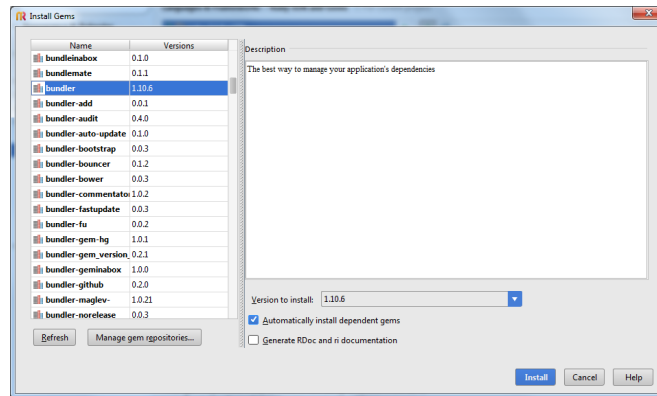 Install Gems
Name Versions
bundleinabox 0.1.0
bundlemate 0.1.1
bundler 1.10.6
bundler-add 0.0.1
bundler-audit 0.4.0
bundler-auto-update 0.1.0
bundler-bootstrap 0.0.3
bundler-bouncer 0.1.2
bundler-bower 0.0.3
bundler-commentato 1.0.2
bundler-fastupdate 0.0.3
bundler-fu 0.0.2
bundler-gem-hg 1.0.1
bundler-gem_version_ 0.2.1
bundler-geminabox 1.0.0
bundler-github 0.2.0
bundler-maglev- 1.0.21
bundler-norelease 0.0.3
Refresh
Manage gem repositories...
Description
The best way to manage your application's dependencies
Version to install: 1.10.6
Automatically install dependent gems
Generate RDoc and ri documentation
Install Cancel Help